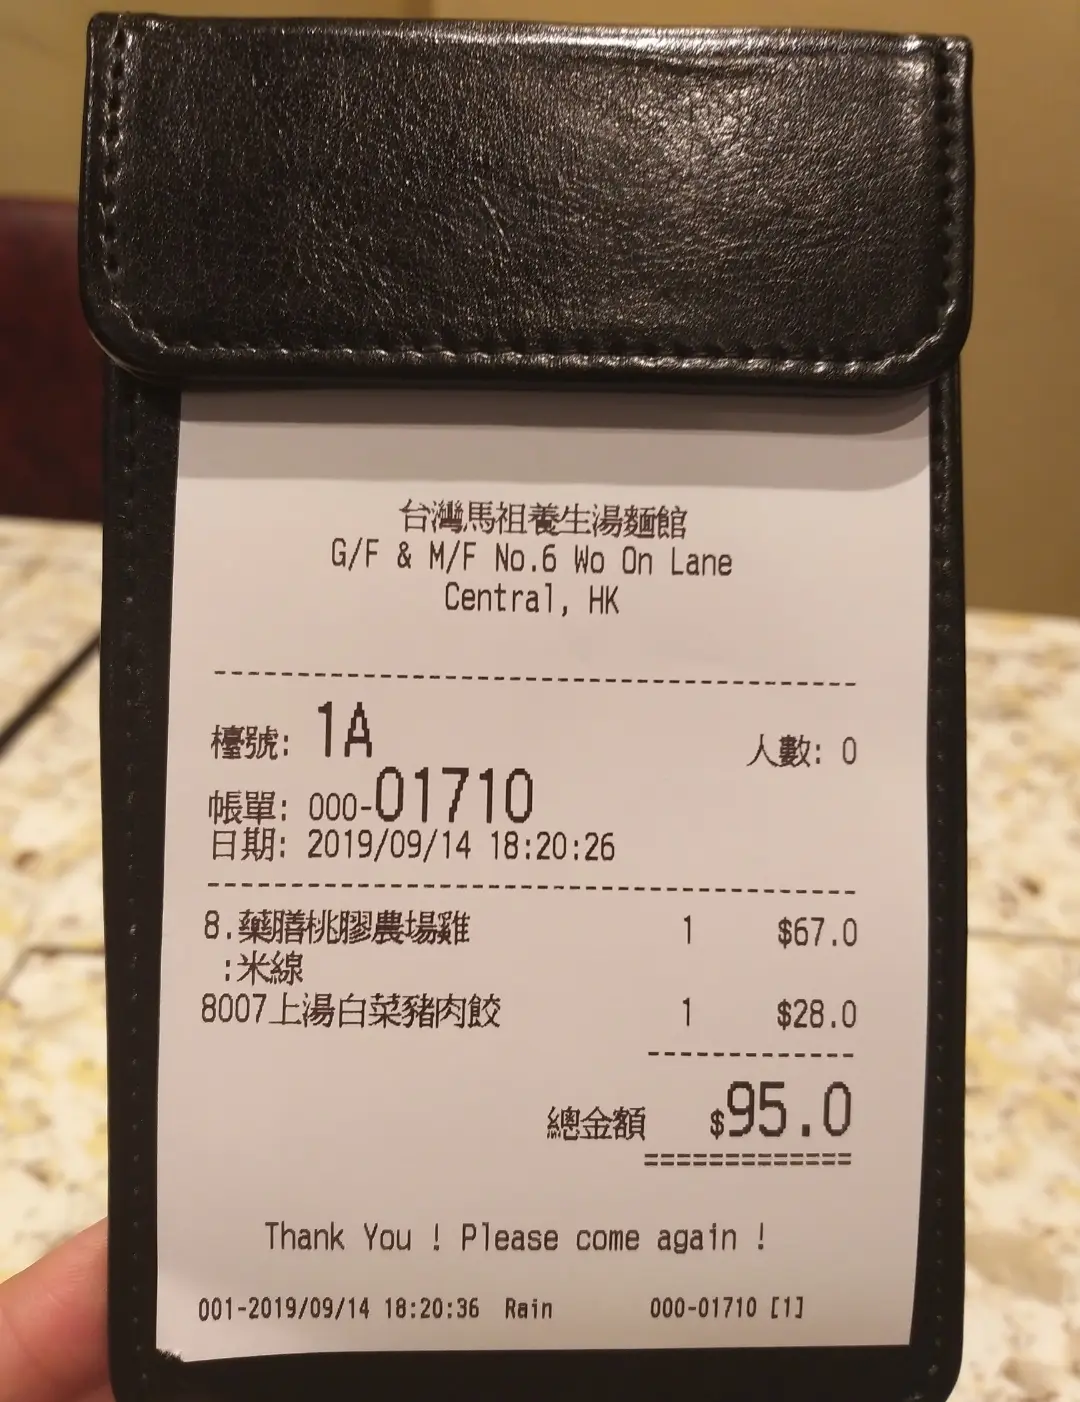 台灣馬祖養生湯麵館
G/F & M/F No.6 Wo On Lane
Central, HK
--------------------------------------------
檯號: 1A 人數: 0
帳單: 000-01710
日期: 2019/09/14 18:20:26
--------------------------------------------
8.藥膳桃膠農場雞 1 $67.0
:米線
8007上湯白菜豬肉餃 1 $28.0
-------------
總金額 $95.0
=============
Thank You ! Please come again !
001-2019/09/14 18:20:36 Rain 000-01710 [1]